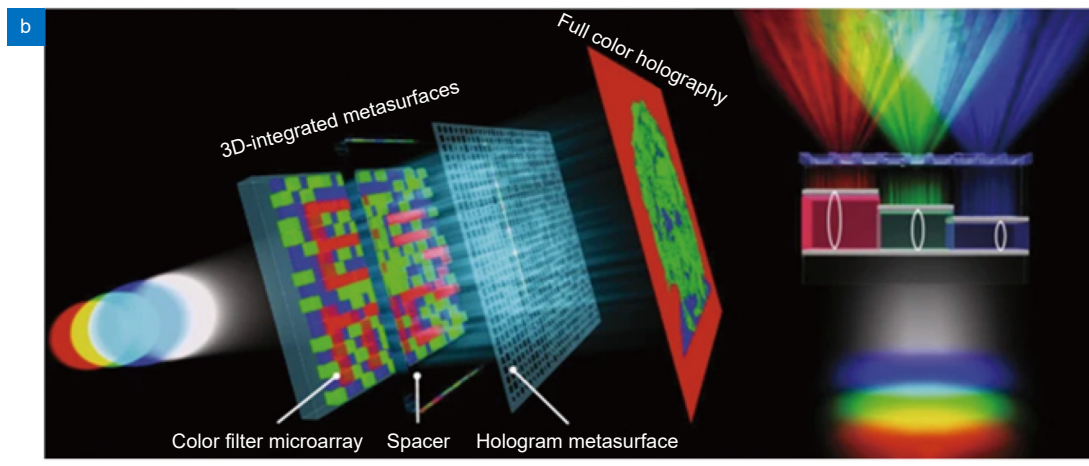 b
3D-integrated metasurfaces
Full color holography
Color filter microarray
Spacer
Hologram metasurface